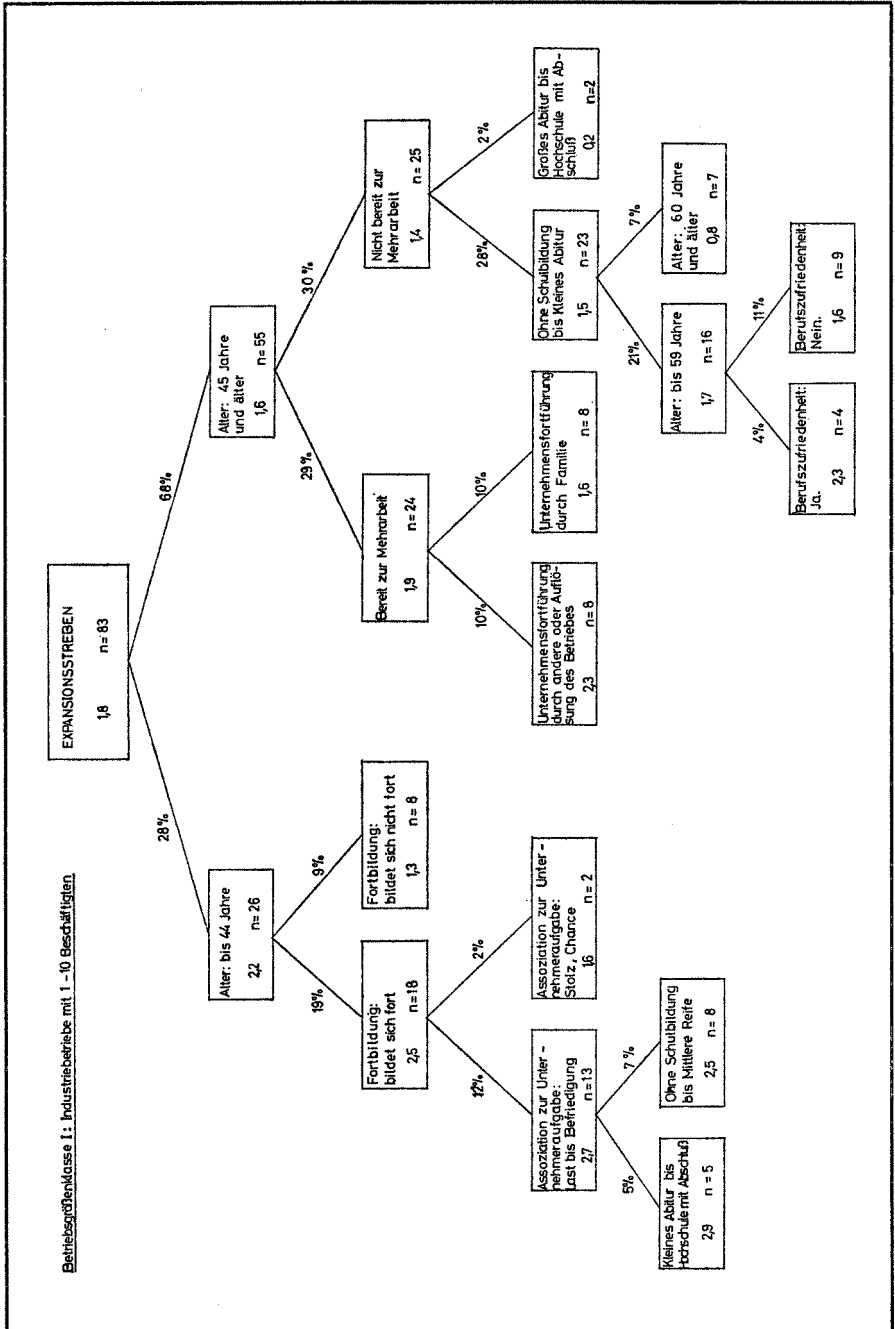 Betriebsgrößenklasse I: Industriebetriebe mit 1-10 Beschäftigten
EXPANSIONSSTREBEN
1,8 n=83
28%
68%
Alter: bis 44 Jahre
2,2 n=26
Alter: 45 Jahre
und älter
1,6 n=55
19%
9%
29%
30%
Fortbildung:
bildet sich fort
2,5 n=18
Fortbildung:
bildet sich nicht fort
1,3 n=8
Bereit zur Mehrarbeit
1,9 n=24
Nicht bereit zur
Mehrarbeit
1,4 n=25
12%
2%
10%
10%
28%
2%
Assoziation zur Unter-
nehmeraufgabe:
Last bis Befriedigung
2,7 n=13
Assoziation zur Unter-
nehmeraufgabe:
Stolz, Chance
1,6 n=2
Unternehmensfortführung
durch andere oder Auflö-
sung des Betriebes
2,3 n=8
Unternehmensfortführung
durch Familie
1,6 n=8
Ohne Schulbildung
bis Kleines Abitur
1,5 n=23
Großes Abitur bis
Hochschule mit Ab-
schluß
0,2 n=2
5%
7%
21%
7%
Kleines Abitur bis
Hochschule mit Abschluß
2,9 n=5
Ohne Schulbildung
bis Mittlere Reife
2,5 n=8
Alter: bis 59 Jahre
1,7 n=16
Alter: 60 Jahre
und älter
0,8 n=7
4%
11%
Berufszufriedenheit:
Ja.
2,3 n=4
Berufszufriedenheit:
Nein.
1,6 n=9